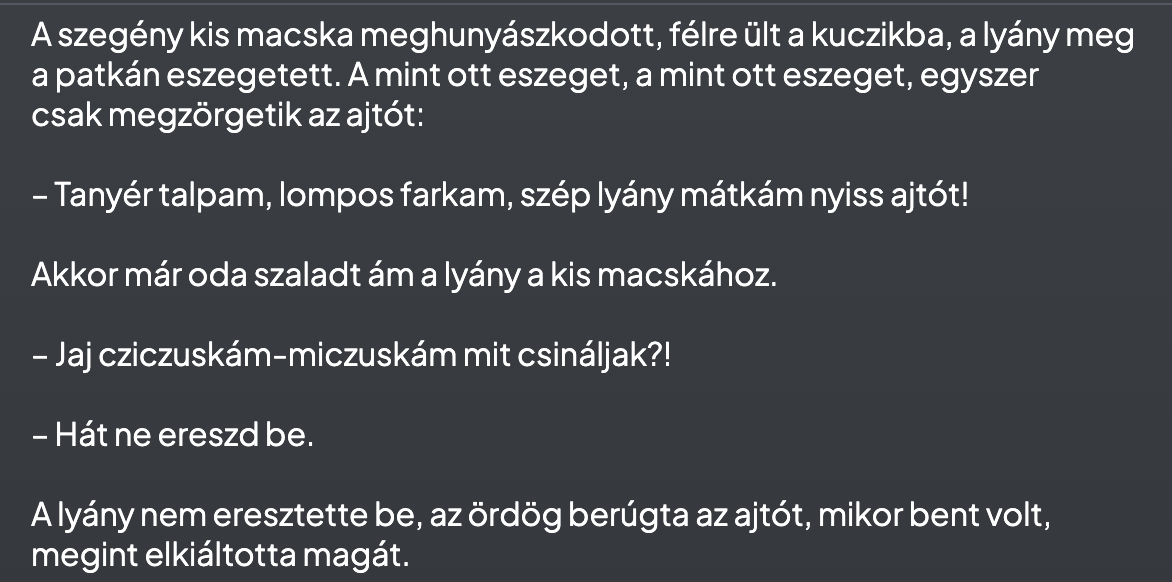 A szegény kis macska meghunyászkodott, félre ült a kuczikba, a lyány meg
a patkán eszegetett. A mint ott eszeget, a mint ott eszeget, egyszer
csak megzörgetik az ajtót:
– Tanyér talpam, lompos farkam, szép lyány mátkám nyiss ajtót!
Akkor már oda szaladt ám a lyány a kis macskához.
– Jaj cziczuskám-miczuskám mit csináljak?!
– Hát ne ereszd be.
A lyány nem eresztette be, az ördög berúgta az ajtót, mikor bent volt,
megint elkiáltotta magát.